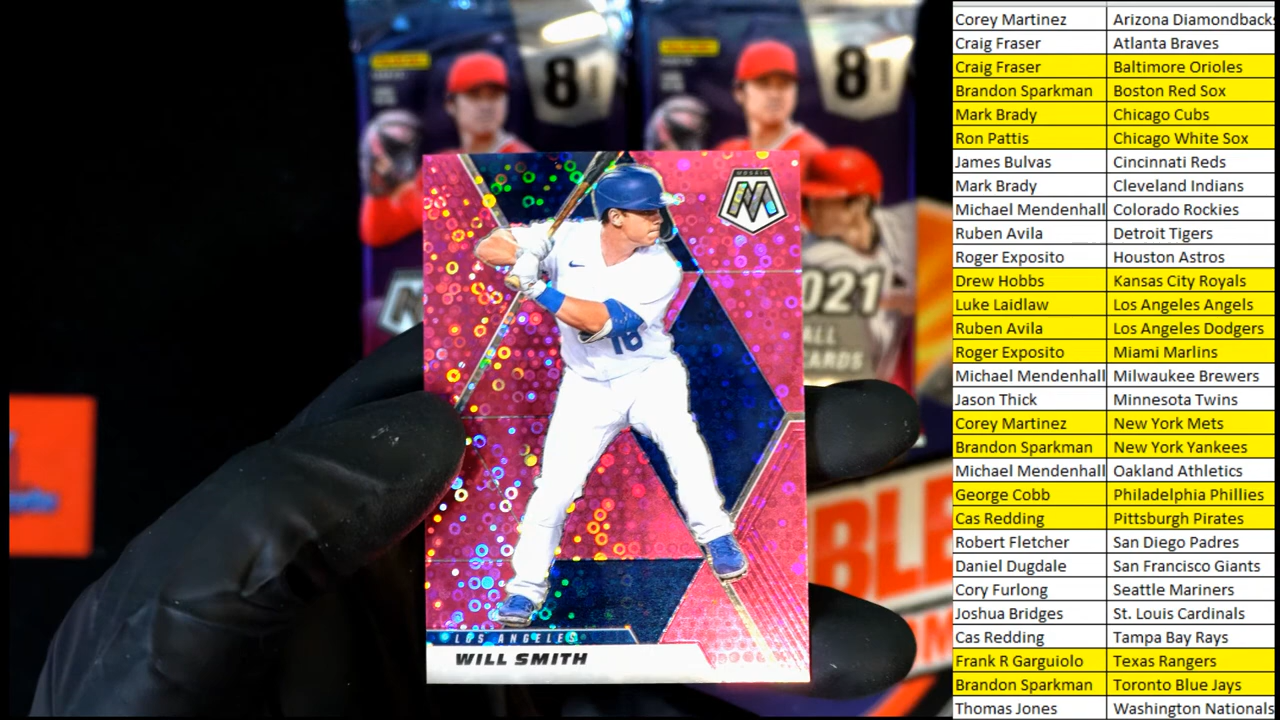 8
8
MOSAIC
M
16
2021
LOS ANGELES
WILL SMITH
Corey Martinez Arizona Diamondbacks
Craig Fraser Atlanta Braves
Craig Fraser Baltimore Orioles
Brandon Sparkman Boston Red Sox
Mark Brady Chicago Cubs
Ron Pattis Chicago White Sox
James Bulvas Cincinnati Reds
Mark Brady Cleveland Indians
Michael Mendenhall Colorado Rockies
Ruben Avila Detroit Tigers
Roger Exposito Houston Astros
Drew Hobbs Kansas City Royals
Luke Laidlaw Los Angeles Angels
Ruben Avila Los Angeles Dodgers
Roger Exposito Miami Marlins
Michael Mendenhall Milwaukee Brewers
Jason Thick Minnesota Twins
Corey Martinez New York Mets
Brandon Sparkman New York Yankees
Michael Mendenhall Oakland Athletics
George Cobb Philadelphia Phillies
Cas Redding Pittsburgh Pirates
Robert Fletcher San Diego Padres
Daniel Dugdale San Francisco Giants
Cory Furlong Seattle Mariners
Joshua Bridges St. Louis Cardinals
Cas Redding Tampa Bay Rays
Frank R Garguiolo Texas Rangers
Brandon Sparkman Toronto Blue Jays
Thomas Jones Washington Nationals